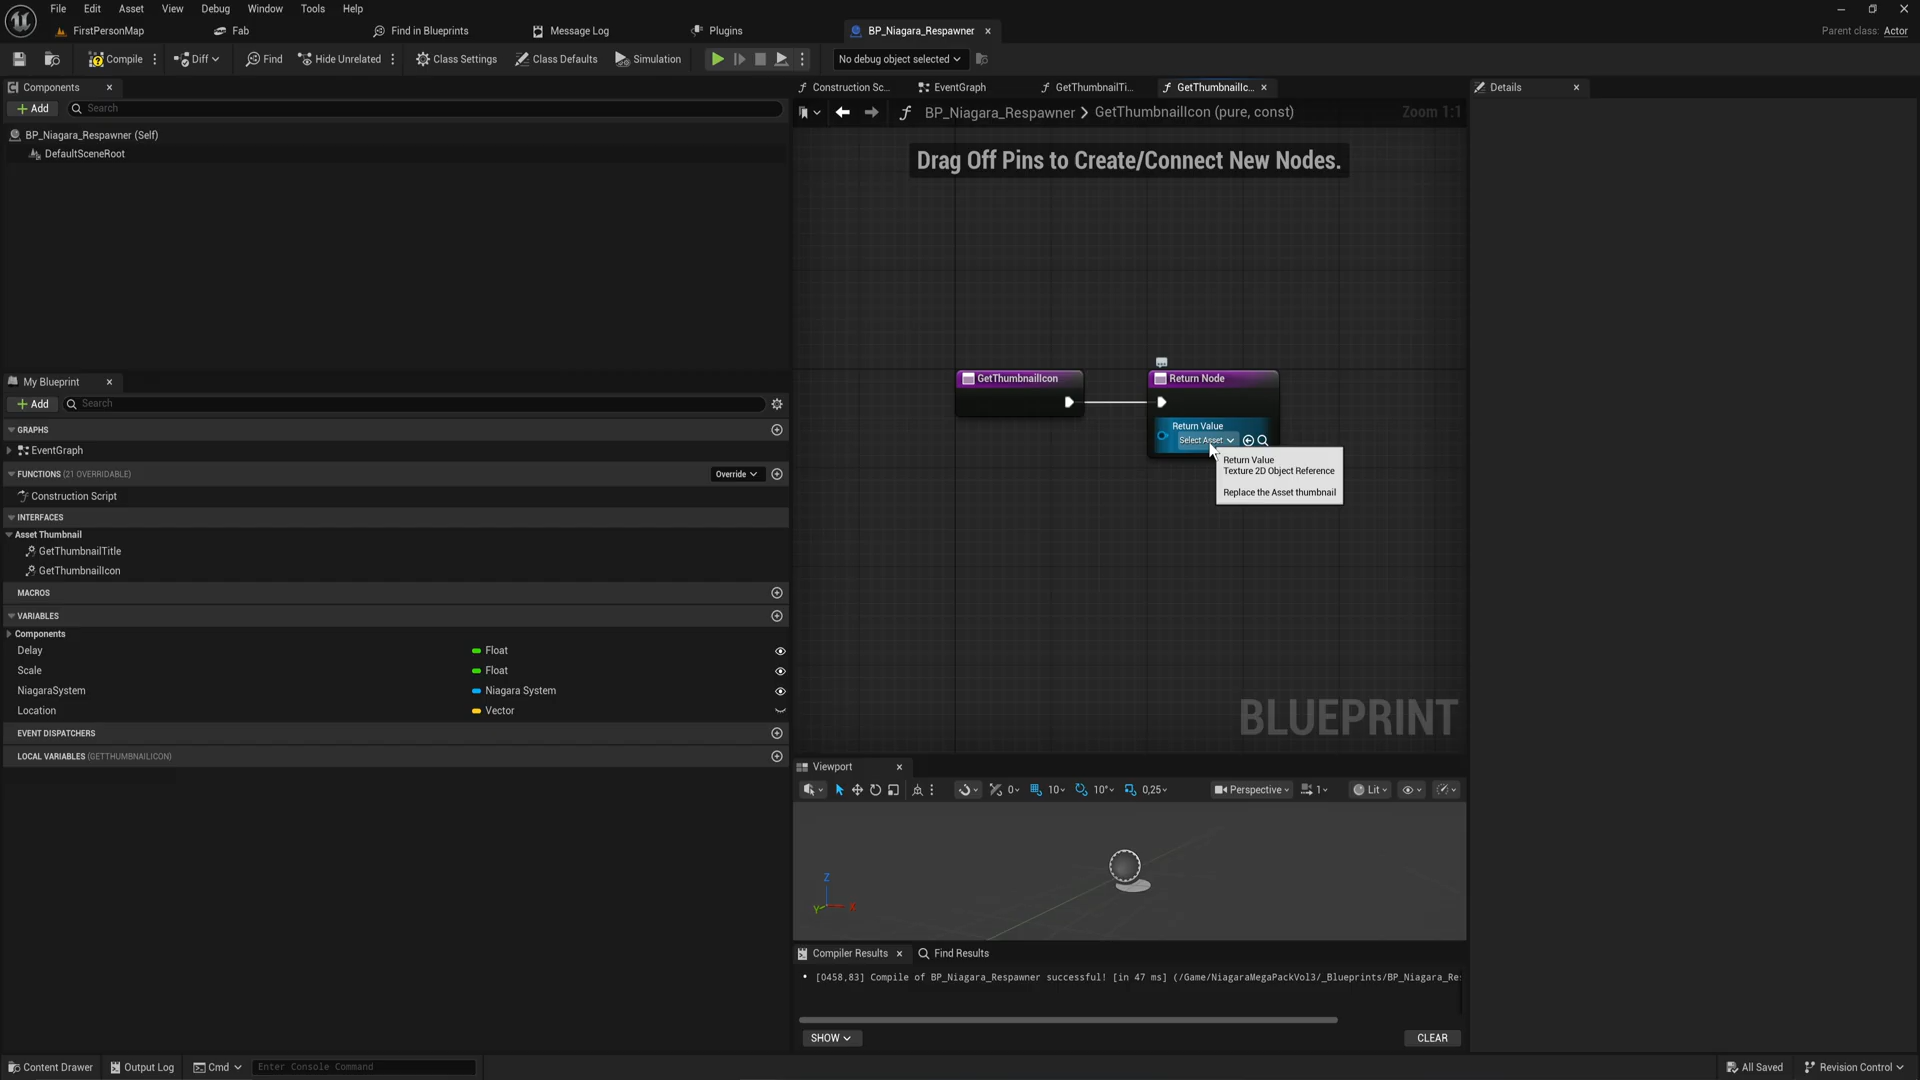 File Edit Asset View Debug Window Tools Help
FirstPersonMap Fab Find in Blueprints Message Log Plugins BP_Niagara_Respawner Parent class: Actor
Compile Diff Find Hide Unrelated Class Settings Class Defaults Simulation No debug object selected
Components
Add Search
BP_Niagara_Respawner (Self)
DefaultSceneRoot
My Blueprint
Add Search
GRAPHS
EventGraph
FUNCTIONS (21 OVERRIDABLE) Override
Construction Script
INTERFACES
Asset Thumbnail
GetThumbnailTitle
GetThumbnailIcon
MACROS
VARIABLES
Components
Delay Float
Scale Float
NiagaraSystem Niagara System
Location Vector
EVENT DISPATCHERS
LOCAL VARIABLES (GETTHUMBNAILICON)
Construction Sc... EventGraph GetThumbnailTi... GetThumbnailIc...
BP_Niagara_Respawner > GetThumbnailIcon (pure, const) Zoom 1:1
Drag Off Pins to Create/Connect New Nodes.
GetThumbnailIcon
Return Node
Return Value
Select Asset
Return Value
Texture 2D Object Reference
Replace the Asset thumbnail
BLUEPRINT
Viewport
0 10 10° 0,25 Perspective 1 Lit
Z
Y X
Compiler Results Find Results
[0458,83] Compile of BP_Niagara_Respawner successful! [in 47 ms] (/Game/NiagaraMegaPackVol3/_Blueprints/BP_Niagara_Re
SHOW CLEAR
Details
Content Drawer Output Log Cmd Enter Console Command All Saved Revision Control